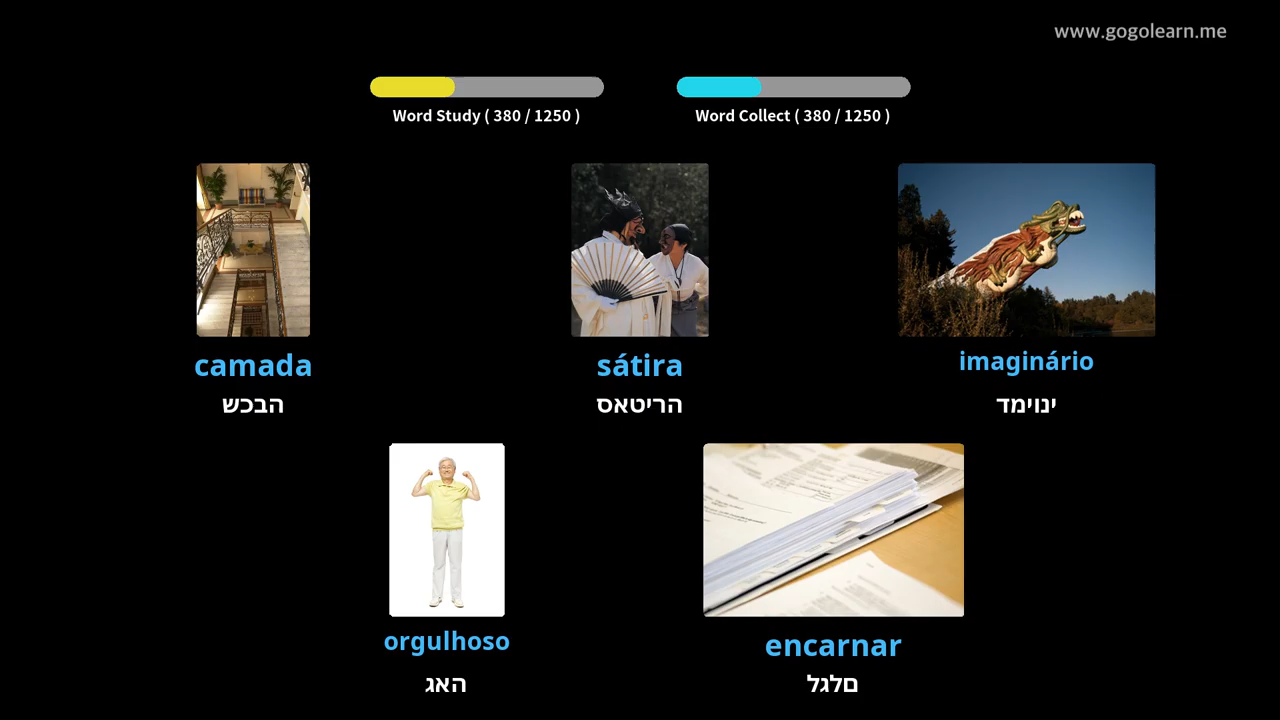 www.gogolearn.me
Word Study ( 380 / 1250 )
Word Collect ( 380 / 1250 )
camada
הבכש
sátira
הריטאס
imaginário
ינוימד
orgulhoso
האג
encarnar
םלגל